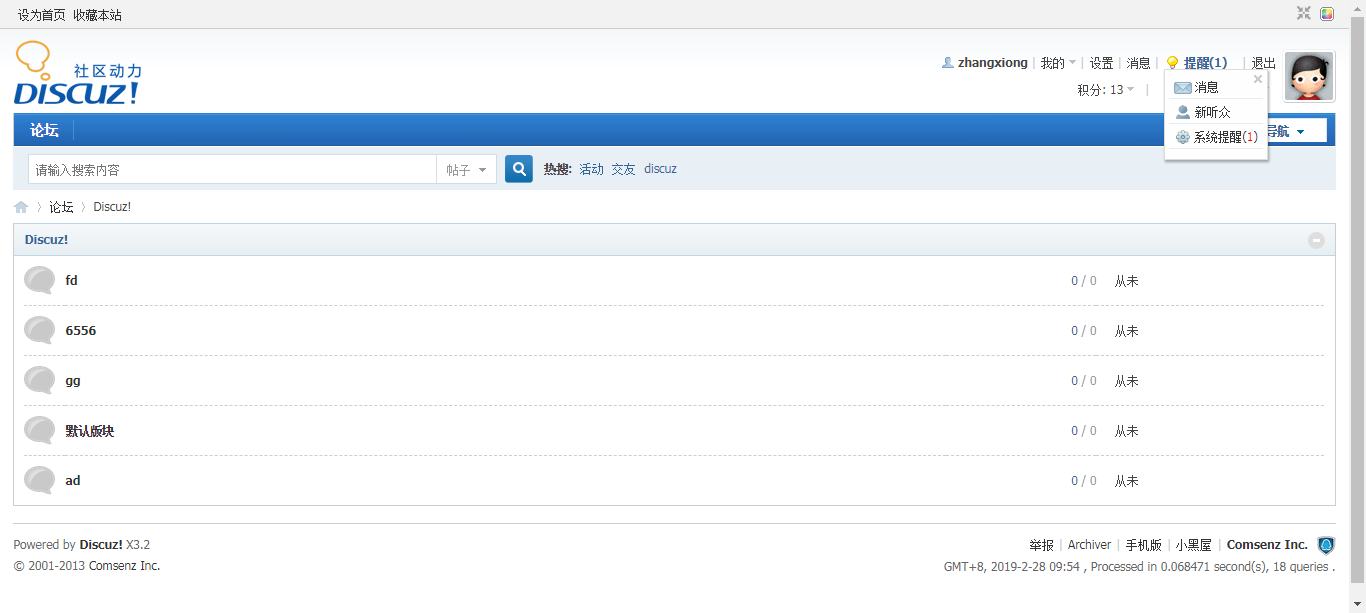 设为首页 收藏本站
社区动力
DISCUZ!
zhangxiong | 我的 | 设置 | 消息 | 提醒(1) | 退出
积分: 13 |
消息
新听众
系统提醒(1)
论坛
导航
请输入搜索内容 帖子 热搜: 活动 交友 discuz
论坛 Discuz!
Discuz!
fd 0 / 0 从未
6556 0 / 0 从未
gg 0 / 0 从未
默认版块 0 / 0 从未
ad 0 / 0 从未
Powered by Discuz! X3.2
举报 | Archiver | 手机版 | 小黑屋 | Comsenz Inc.
© 2001-2013 Comsenz Inc.
GMT+8, 2019-2-28 09:54 , Processed in 0.068471 second(s), 18 queries .